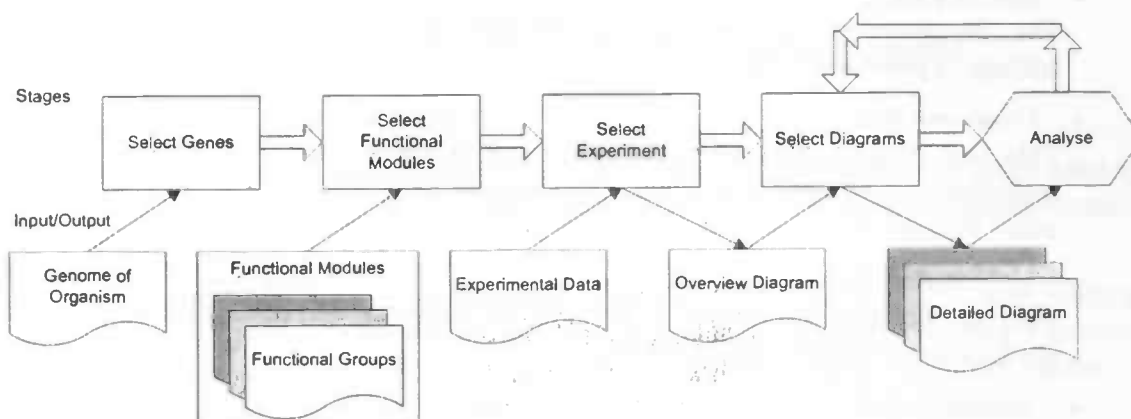 Stages
Select Genes
Select
Functional
Modules
Select
Experiment
Select Diagrams
Analyse
Input/Output
Genome of
Organism
Functional Modules
Functional Groups
Experimental Data
Overview Diagram
Detailed Diagram